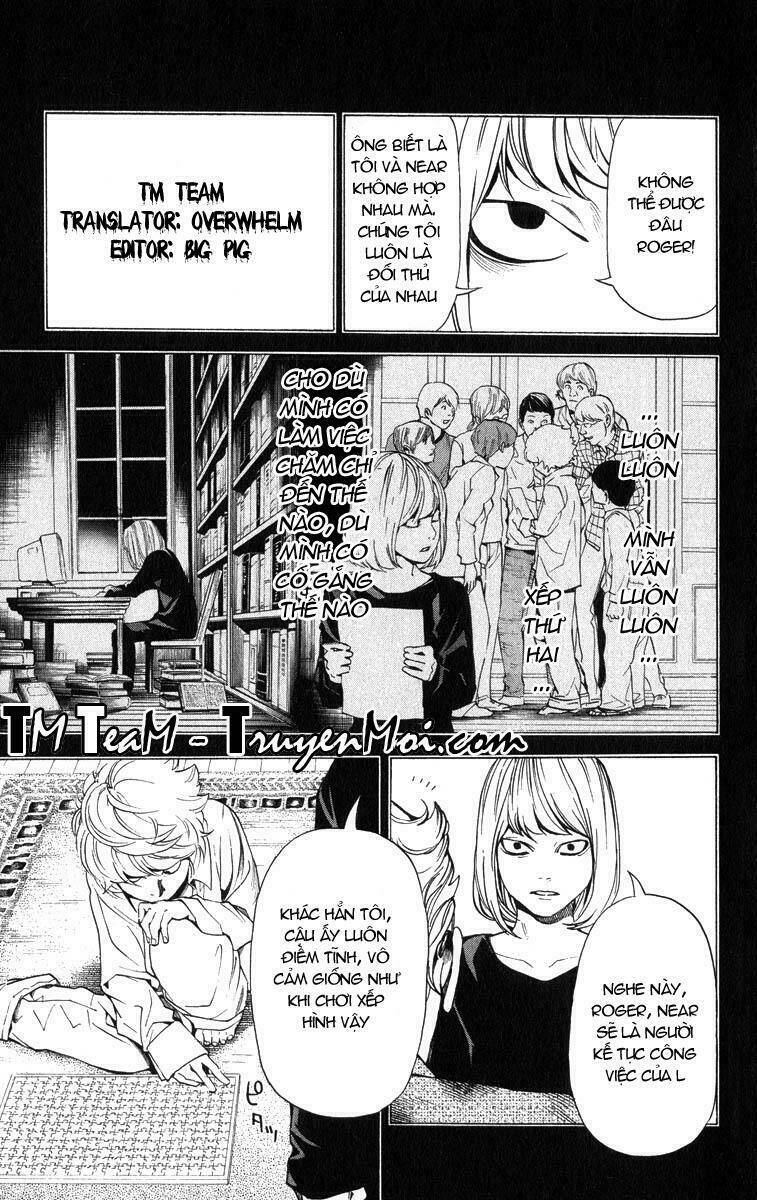 KHÔNG
THỂ ĐƯỢC
ĐÂU
ROGER!
ÔNG BIẾT LÀ
TÔI VÀ NEAR
KHÔNG HỢP
NHAU MÀ.
CHÚNG TÔI
LUÔN LÀ
ĐỐI THỦ
CỦA NHAU
TM TEAM
TRANSLATOR: OVERWHELM
EDITOR: BIG PIG
...
LUÔN
LUÔN
...
MÌNH
VẪN
LUÔN
LUÔN
...
XẾP
THỨ
HAI
...
CHO DÙ
MÌNH CÓ
LÀM VIỆC
CHĂM CHỈ
ĐẾN THẾ
NÀO, DÙ
MÌNH CÓ
CỐ GẮNG
THẾ NÀO
TM TEAM - TRUYENMOI.COM
NGHE NÀY,
ROGER, NEAR
SẼ LÀ NGƯỜI
KẾ TỤC CÔNG
VIỆC CỦA L
KHÁC HẲN TÔI,
CẬU ẤY LUÔN
ĐIỀM TĨNH, VÔ
CẢM GIỐNG NHƯ
KHI CHƠI XẾP
HÌNH VẬY
ピタッ